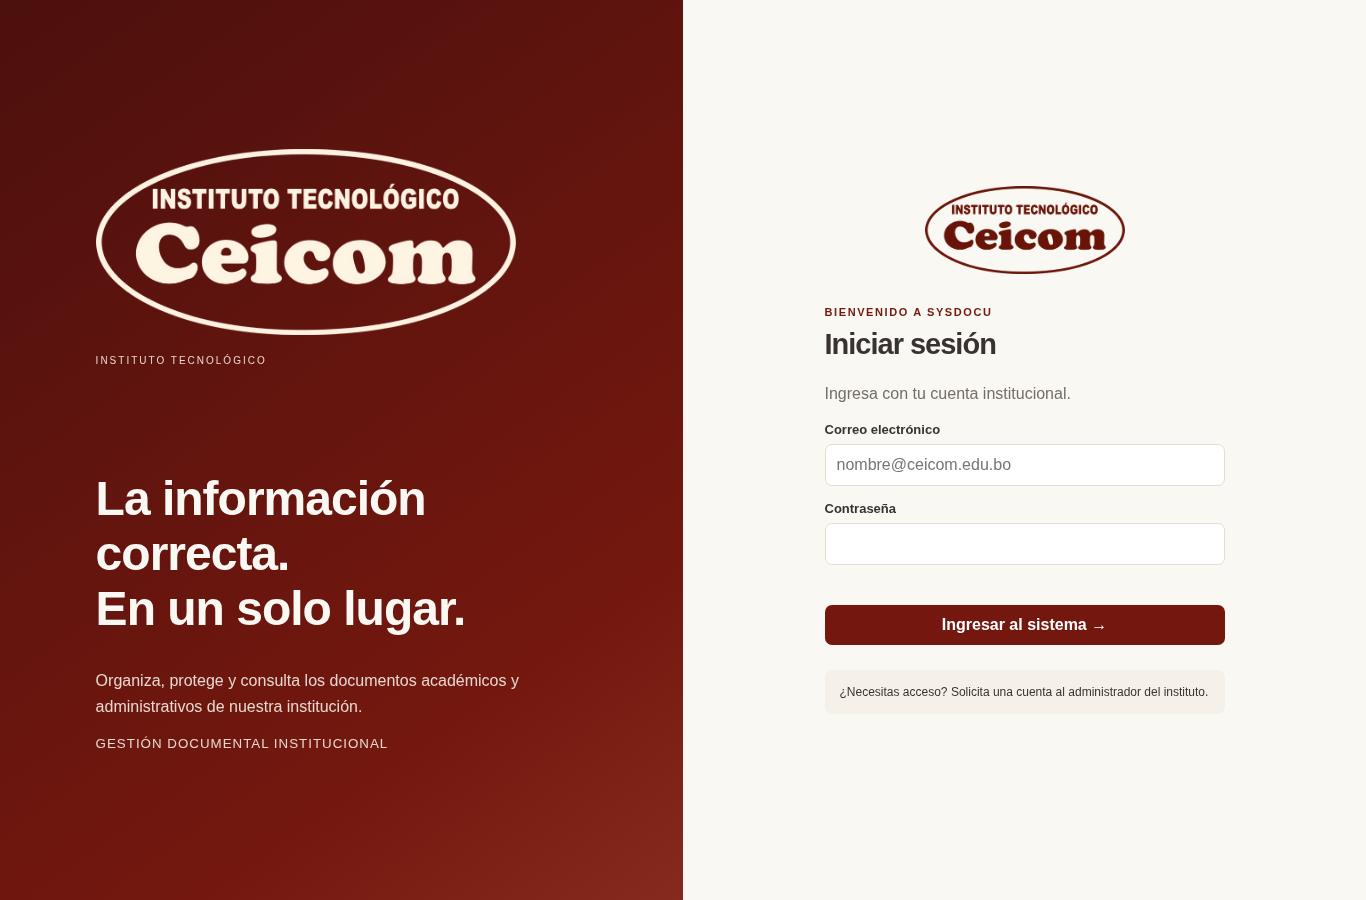 INSTITUTO TECNOLÓGICO
Ceicom
INSTITUTO TECNOLÓGICO
La información
correcta.
En un solo lugar.
Organiza, protege y consulta los documentos académicos y
administrativos de nuestra institución.
GESTIÓN DOCUMENTAL INSTITUCIONAL
INSTITUTO TECNOLÓGICO
Ceicom
BIENVENIDO A SYSDOCU
Iniciar sesión
Ingresa con tu cuenta institucional.
Correo electrónico
nombre@ceicom.edu.bo
Contraseña
Ingresar al sistema →
¿Necesitas acceso? Solicita una cuenta al administrador del instituto.